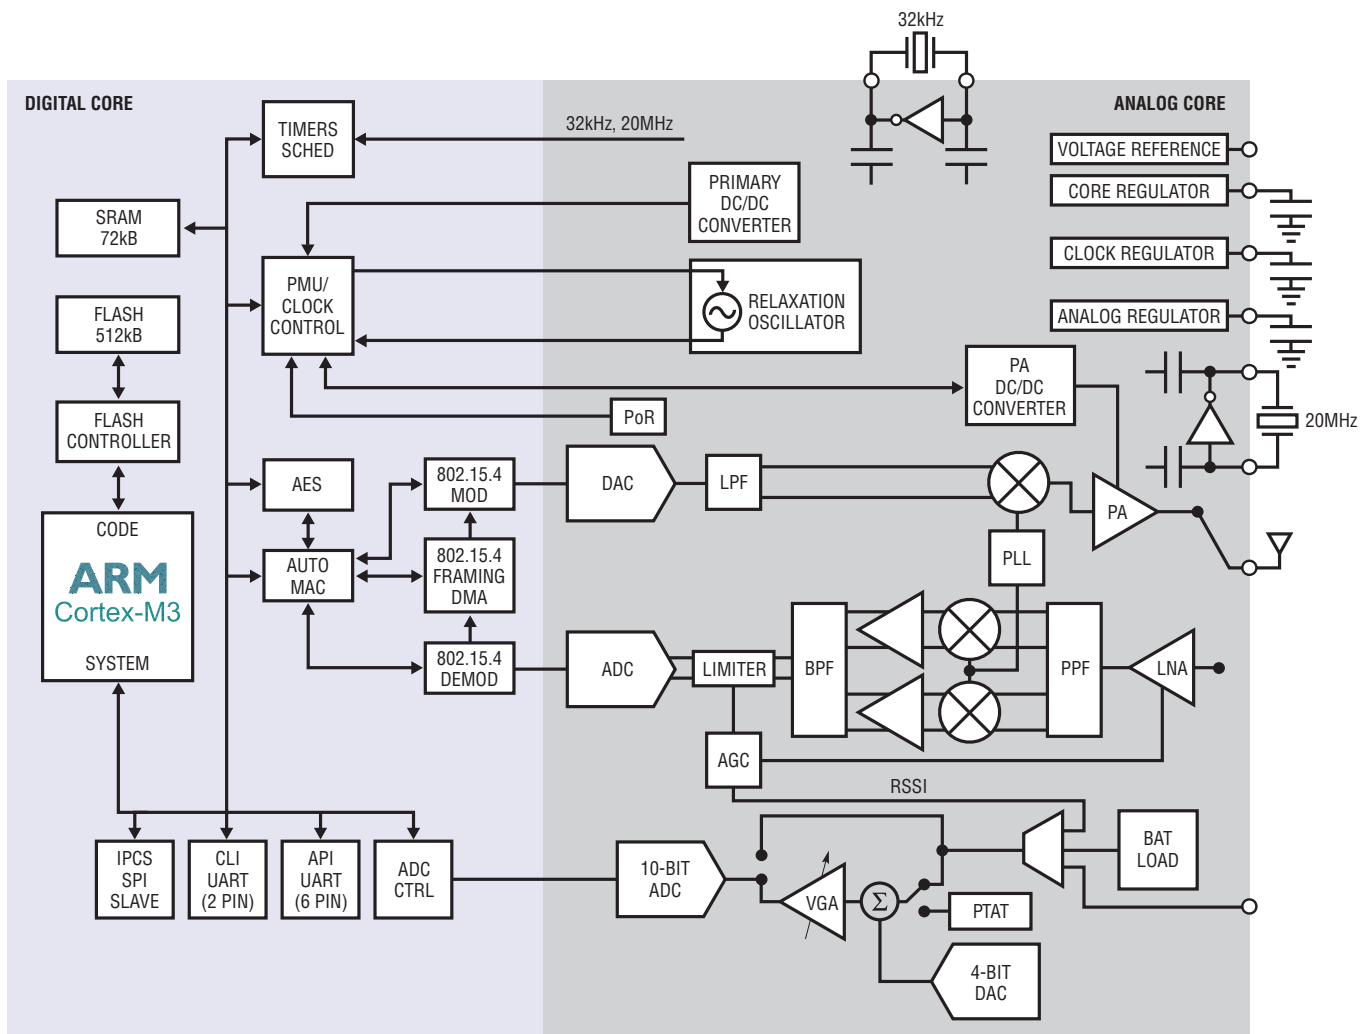 32kHz
DIGITAL CORE
ANALOG CORE
TIMERS
SCHED
32kHz, 20MHz
VOLTAGE REFERENCE
PRIMARY
DC/DC
CONVERTER
CORE REGULATOR
SRAM
72kB
CLOCK REGULATOR
PMU/
CLOCK
CONTROL
RELAXATION
OSCILLATOR
ANALOG REGULATOR
FLASH
512kB
PA
DC/DC
CONVERTER
PoR
FLASH
CONTROLLER
20MHz
AES
802.15.4
MOD
DAC
LPF
PA
CODE
ARM
Cortex-M3
SYSTEM
AUTO
MAC
802.15.4
FRAMING
DMA
PLL
802.15.4
DEMOD
ADC
LIMITER
BPF
PPF
LNA
AGC
RSSI
IPCS
SPI
SLAVE
CLI
UART
(2 PIN)
API
UART
(6 PIN)
ADC
CTRL
10-BIT
ADC
VGA
Σ
BAT
LOAD
PTAT
4-BIT
DAC